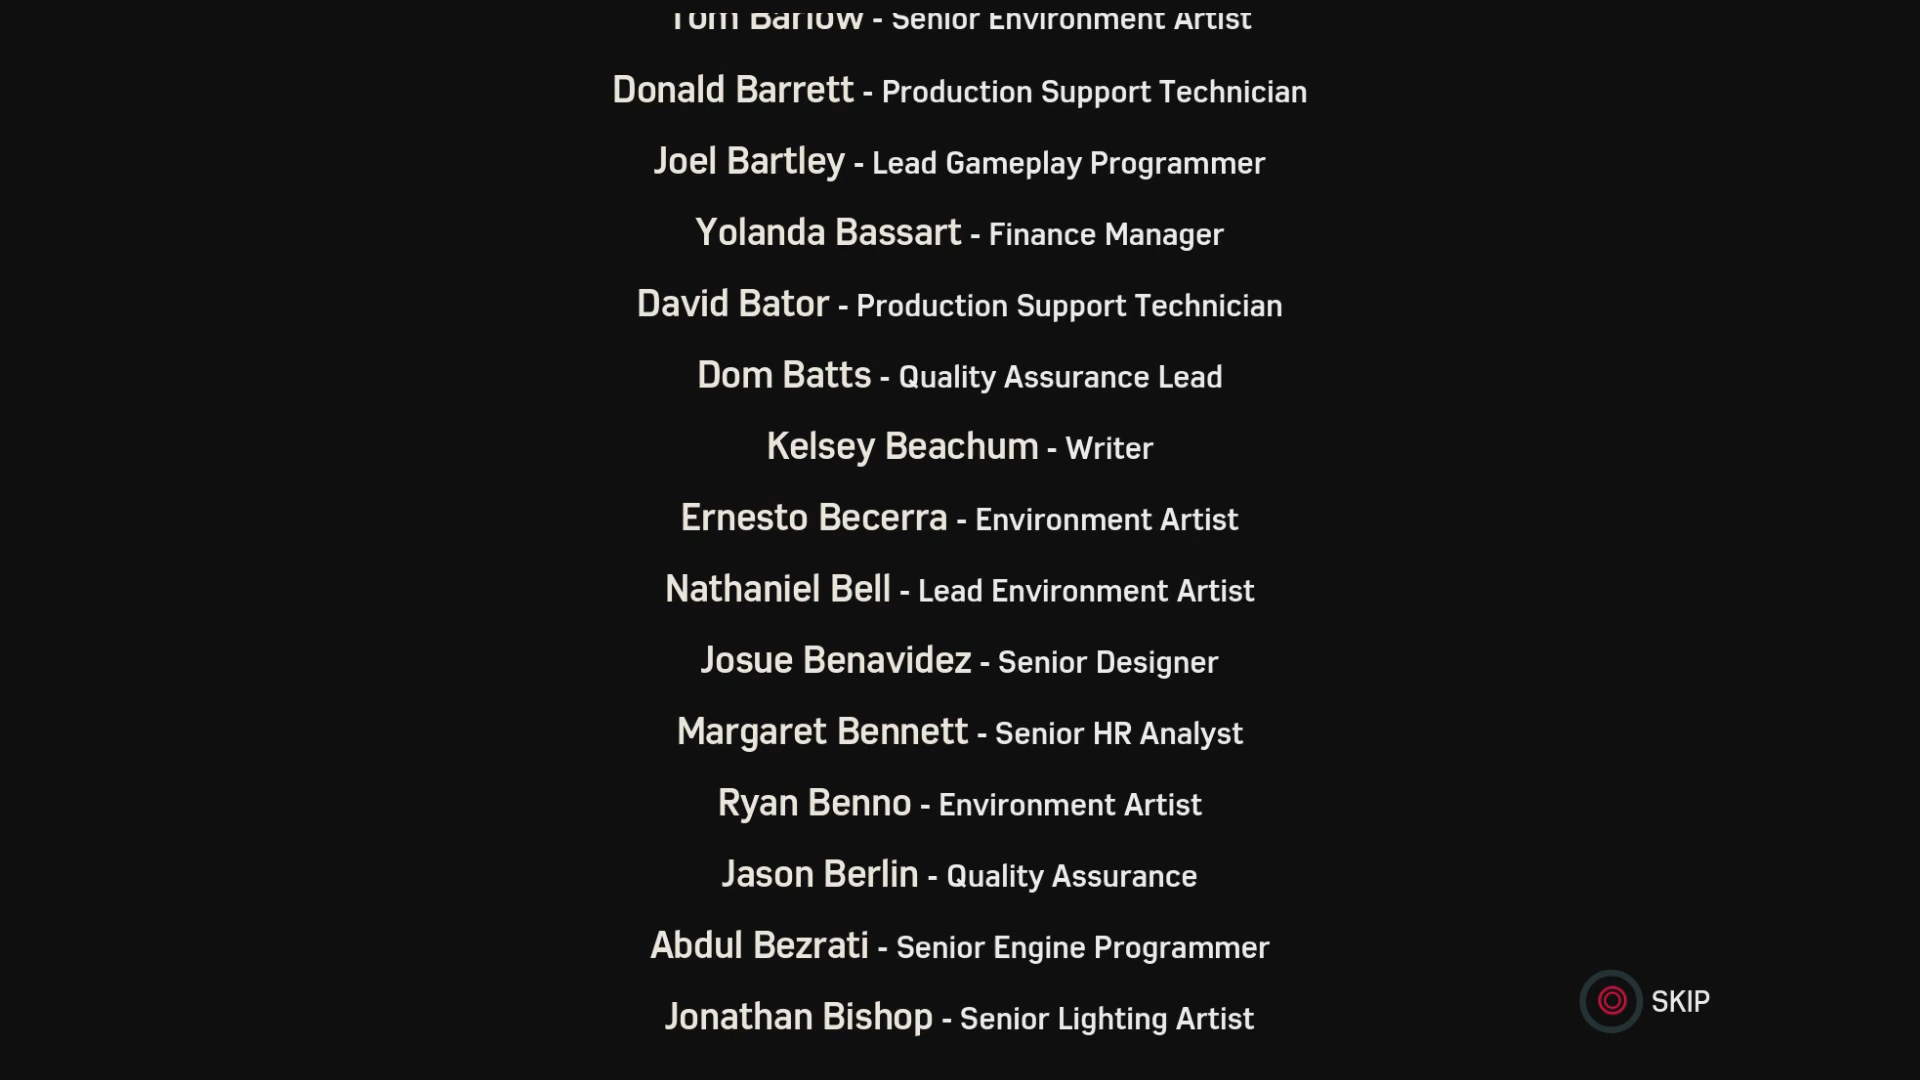 Tom Barlow - Senior Environment Artist
Donald Barrett - Production Support Technician
Joel Bartley - Lead Gameplay Programmer
Yolanda Bassart - Finance Manager
David Bator - Production Support Technician
Dom Batts - Quality Assurance Lead
Kelsey Beachum - Writer
Ernesto Becerra - Environment Artist
Nathaniel Bell - Lead Environment Artist
Josue Benavidez - Senior Designer
Margaret Bennett - Senior HR Analyst
Ryan Benno - Environment Artist
Jason Berlin - Quality Assurance
Abdul Bezrati - Senior Engine Programmer
Jonathan Bishop - Senior Lighting Artist
SKIP